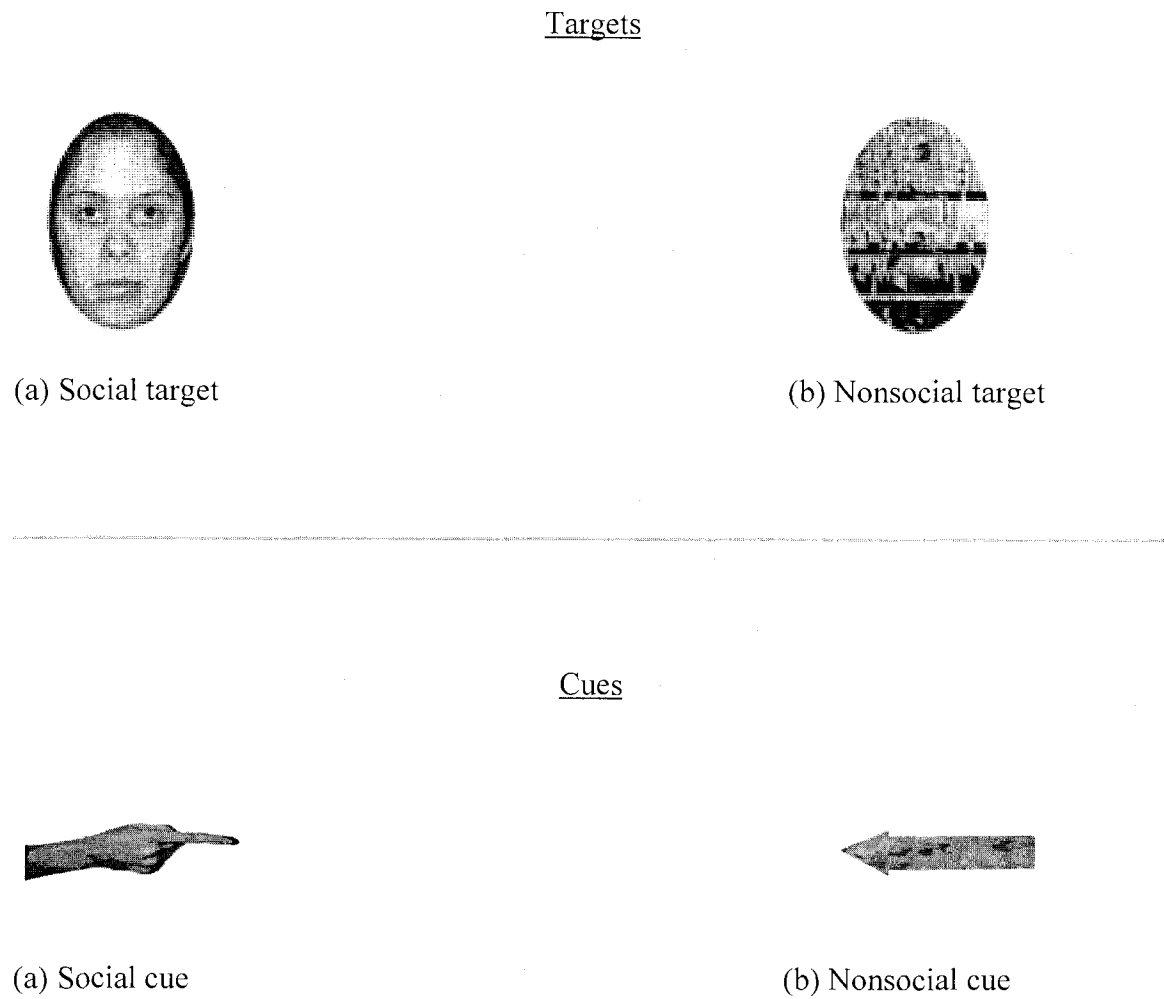 Targets
(a) Social target
(b) Nonsocial target
Cues
(a) Social cue
(b) Nonsocial cue